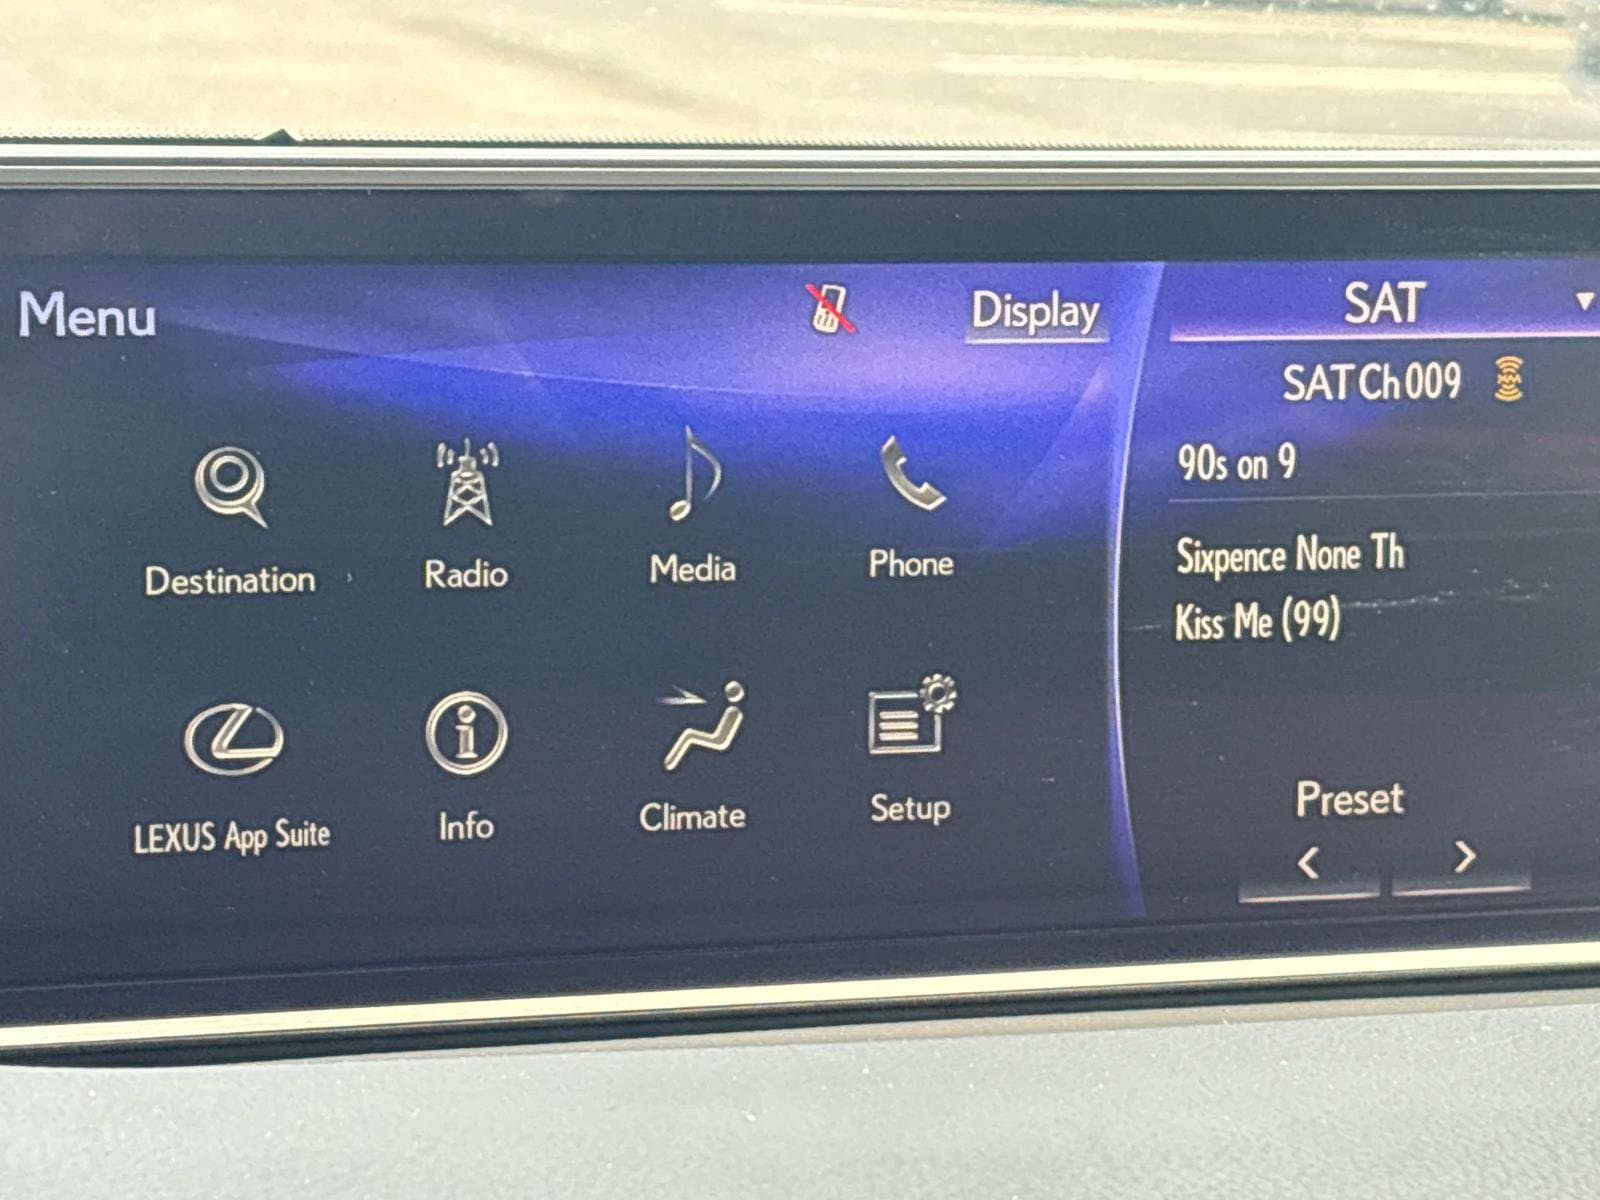 Menu
Display
SAT
SAT Ch 009
90s on 9
Sixpence None Th
Kiss Me (99)
Destination
Radio
Media
Phone
LEXUS App Suite
Info
Climate
Setup
Preset